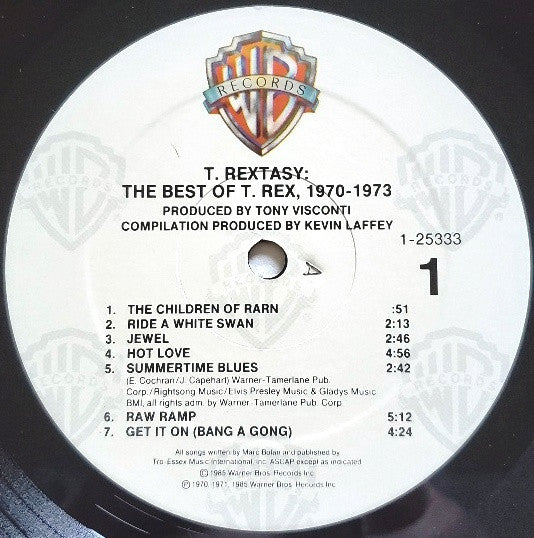 RECORDS
WB
T. REXTASY:
THE BEST OF T. REX, 1970-1973
PRODUCED BY TONY VISCONTI
COMPILATION PRODUCED BY KEVIN LAFFEY
1-25333
1
A
1. THE CHILDREN OF RARN :51
2. RIDE A WHITE SWAN 2:13
3. JEWEL 2:46
4. HOT LOVE 4:56
5. SUMMERTIME BLUES 2:42
(E. Cochran/J. Capehart) Warner-Tamerlane Pub.
Corp./Rightsong Music/Elvis Presley Music & Gladys Music
BMI, all rights adm. by Warner-Tamerlane Pub. Corp.
6. RAW RAMP 5:12
7. GET IT ON (BANG A GONG) 4:24
All songs written by Marc Bolan and published by
Tro-Essex Music International, Inc. ASCAP except as indicated
© 1985 Warner Bros. Records Inc.
℗ 1970, 1971, 1985 Warner Bros. Records Inc.